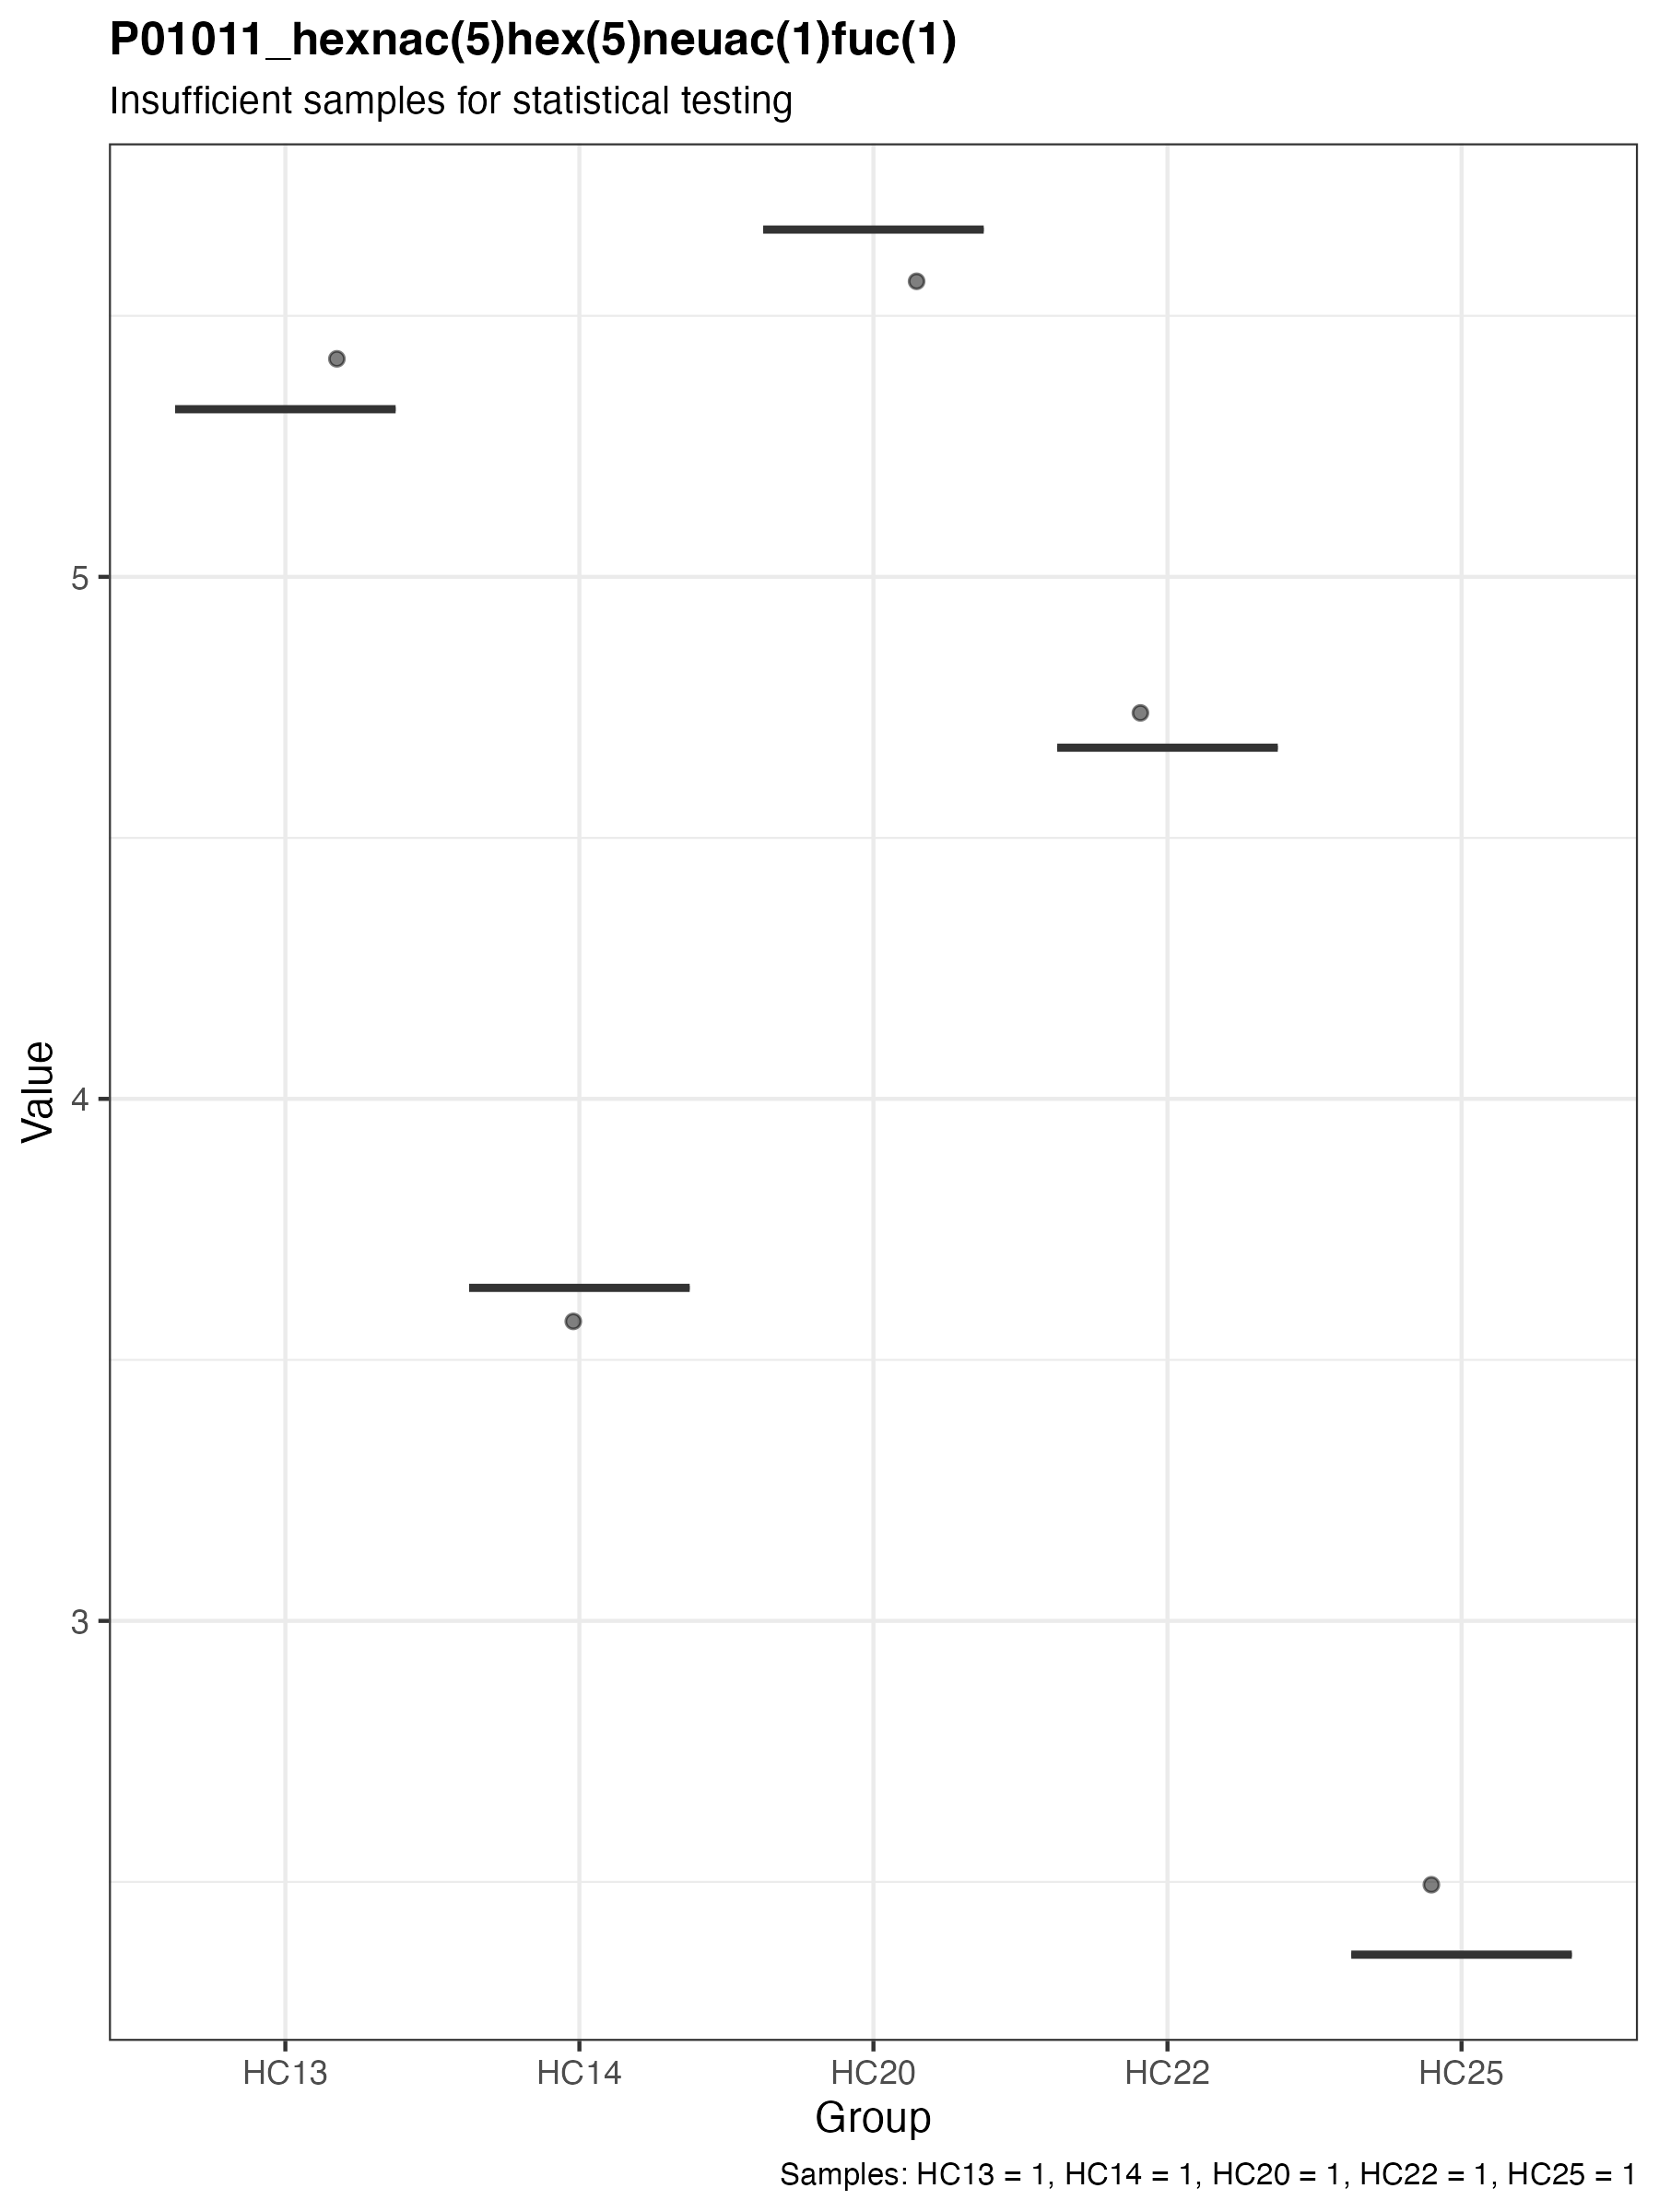 P01011_hexnac(5)hex(5)neuac(1)fuc(1)
Insufficient samples for statistical testing
Value
5
4
3
HC13 HC14 HC20 HC22 HC25
Group
Samples: HC13 = 1, HC14 = 1, HC20 = 1, HC22 = 1, HC25 = 1